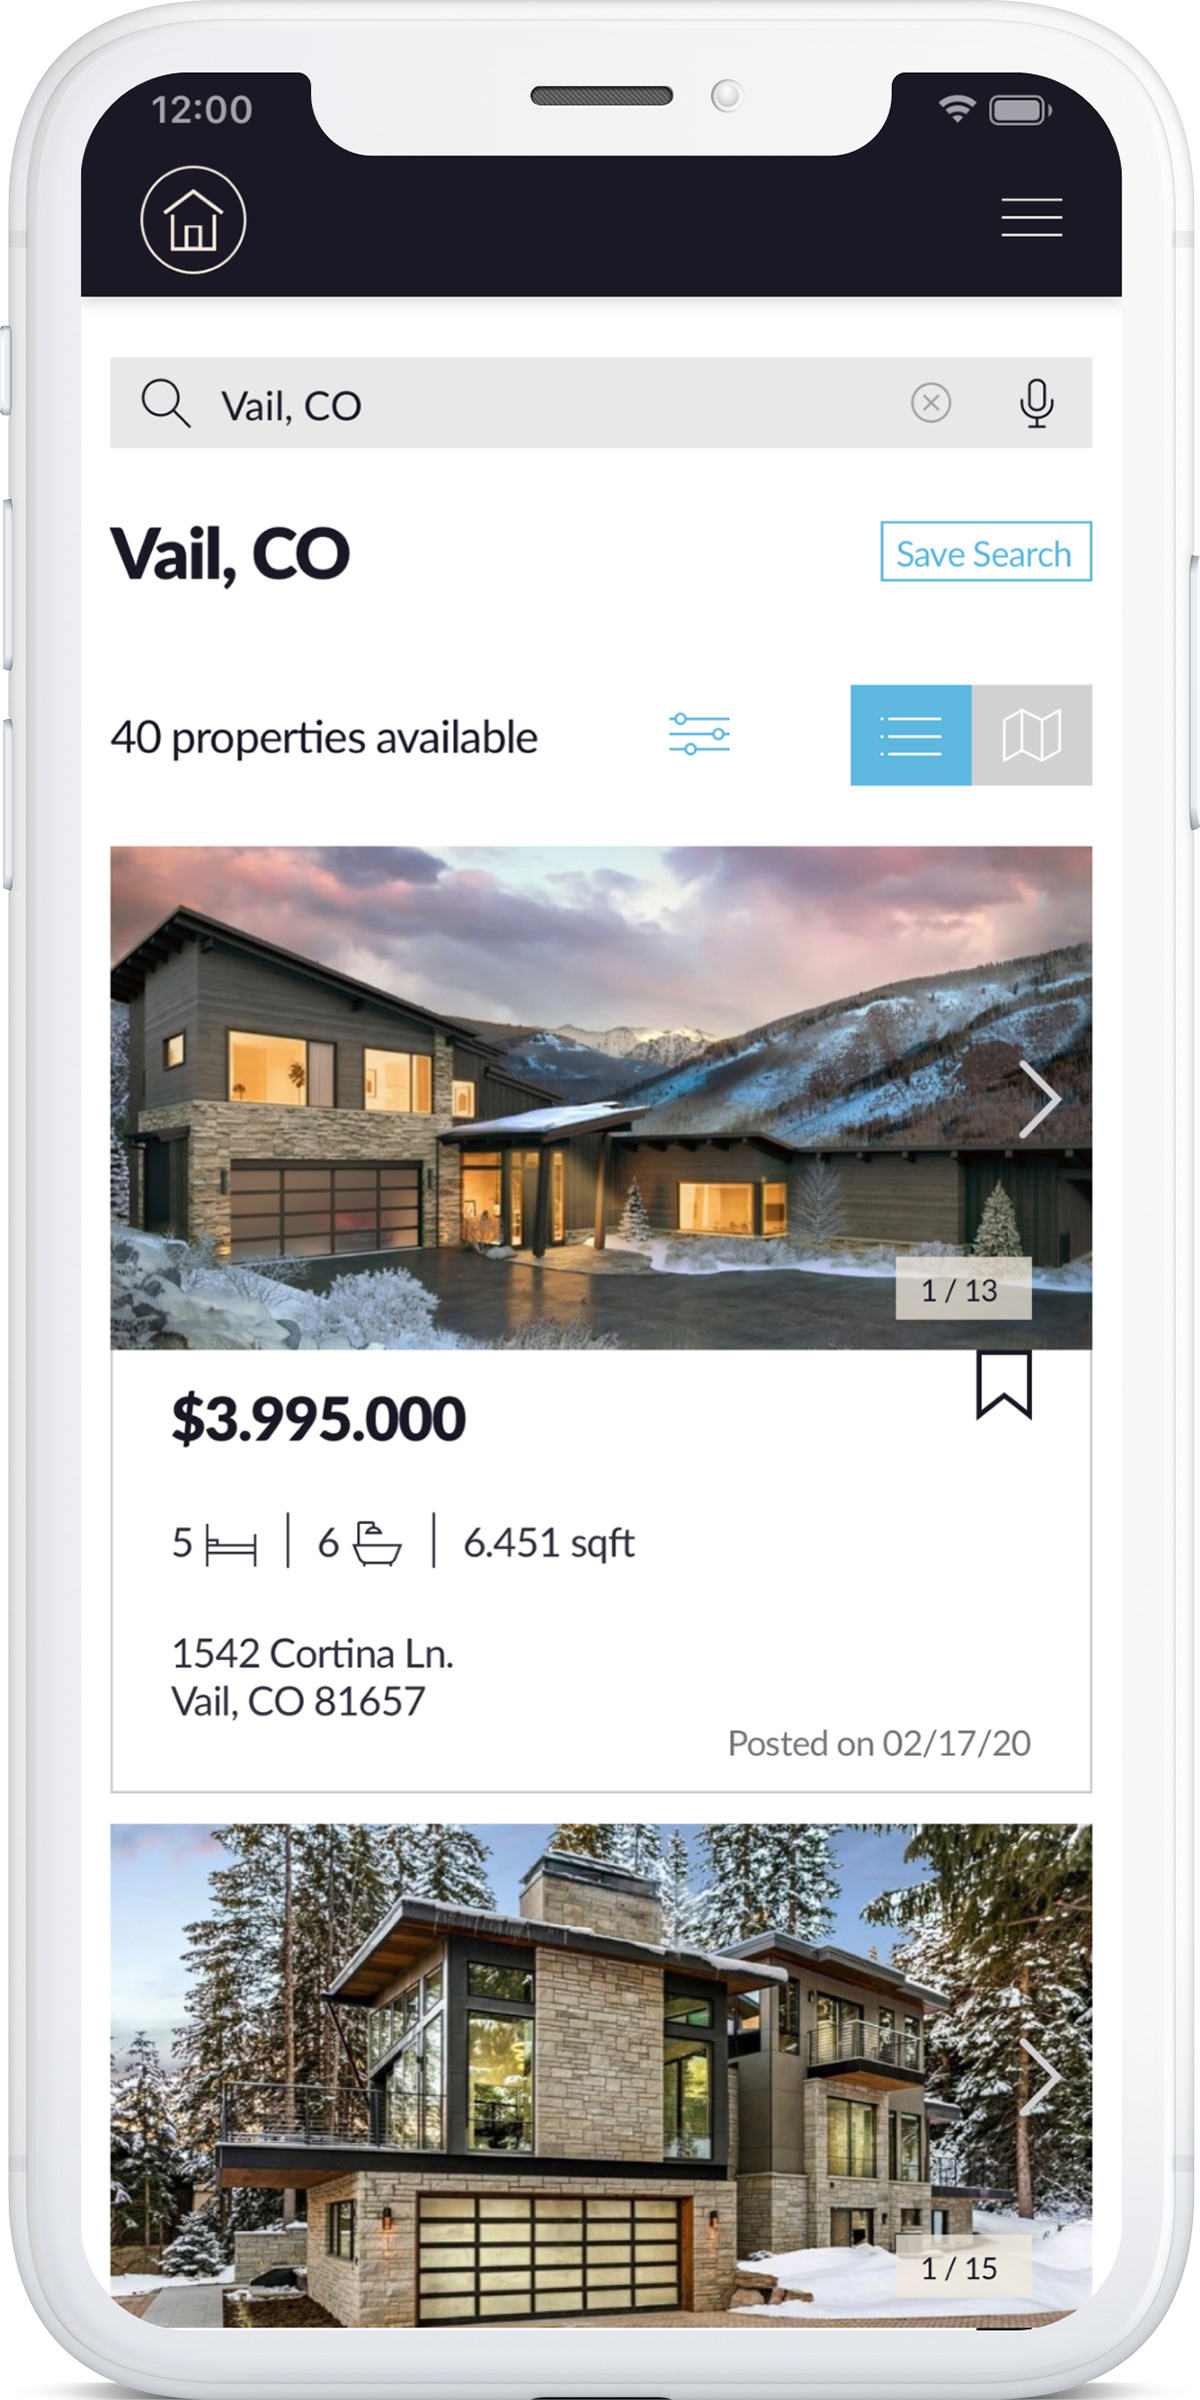 12:00
Vail, CO
Vail, CO
Save Search
40 properties available
1 / 13
$3.995.000
5 6 6.451 sqft
1542 Cortina Ln.
Vail, CO 81657
Posted on 02/17/20
1 / 15